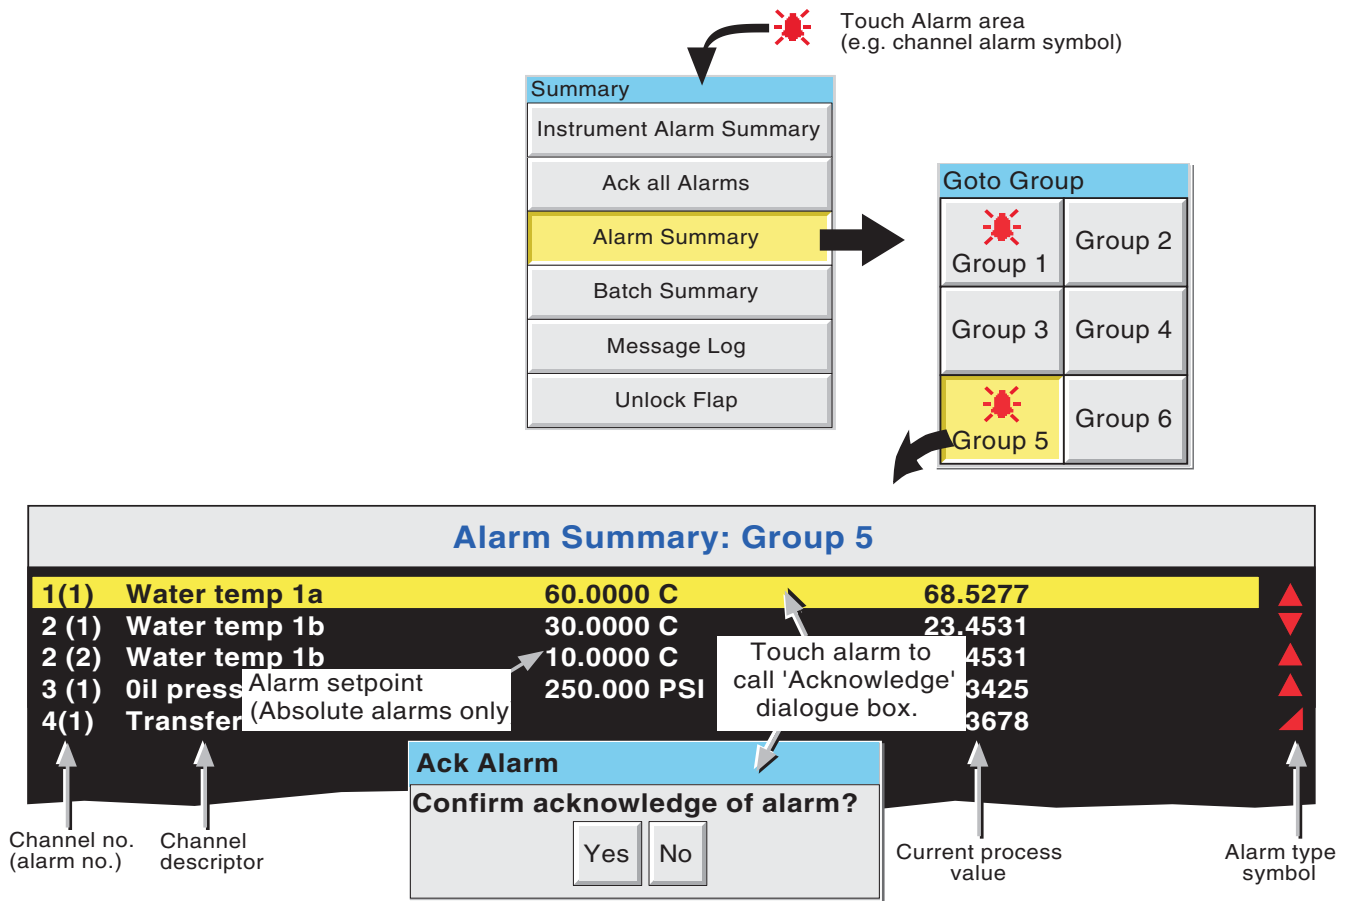 Touch Alarm area
(e.g. channel alarm symbol)
Summary
Instrument Alarm Summary
Ack all Alarms
Alarm Summary
Batch Summary
Message Log
Unlock Flap
Goto Group
Group 1
Group 2
Group 3
Group 4
Group 5
Group 6
Alarm Summary: Group 5
1(1) Water temp 1a 60.0000 C 68.5277
2 (1) Water temp 1b 30.0000 C 23.4531
2 (2) Water temp 1b 10.0000 C 4531
3 (1) 0il press 250.000 PSI 3425
4(1) Transfer 3678
Alarm setpoint
(Absolute alarms only
Touch alarm to
call 'Acknowledge'
dialogue box.
Ack Alarm
Confirm acknowledge of alarm?
Yes No
Channel no.
(alarm no.)
Channel
descriptor
Current process
value
Alarm type
symbol